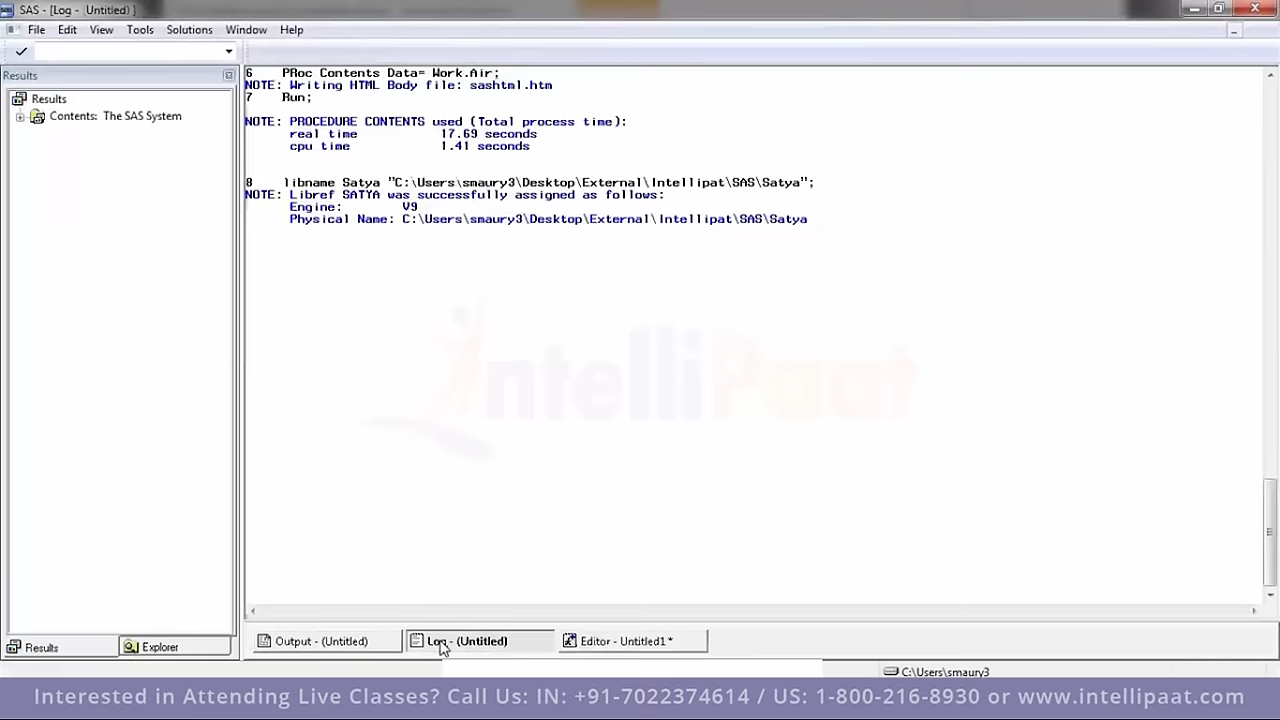 SAS - [Log - (Untitled) ]
File Edit View Tools Solutions Window Help
Results
Results
Contents: The SAS System
6 PRoc Contents Data= Work.Air;
NOTE: Writing HTML Body file: sashtml.htm
7 Run;
NOTE: PROCEDURE CONTENTS used (Total process time):
real time 17.69 seconds
cpu time 1.41 seconds
8 libname Satya "C:\Users\smaury3\Desktop\External\Intellipat\SAS\Satya";
NOTE: Libref SATYA was successfully assigned as follows:
Engine: V9
Physical Name: C:\Users\smaury3\Desktop\External\Intellipat\SAS\Satya
IntelliPaat
Output - (Untitled) Log - (Untitled) Editor - Untitled1 *
Results Explorer
C:\Users\smaury3
Interested in Attending Live Classes? Call Us: IN: +91-7022374614 / US: 1-800-216-8930 or www.intellipaat.com